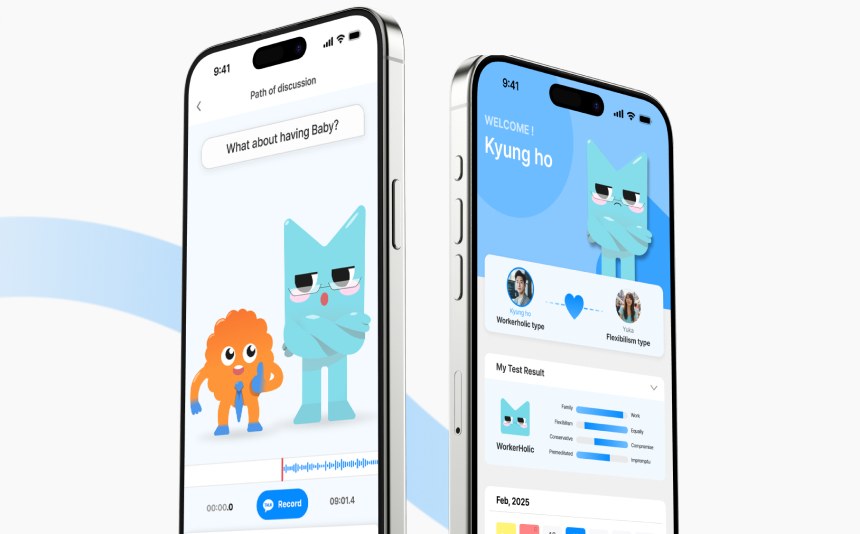 9:41
Path of discussion
What about having Baby?
00:00.0
Record
09:01.4
9:41
WELCOME !
Kyung ho
Kyung ho
Workerholic type
Yuka
Flexibilism type
My Test Result
WorkerHolic
Family
Work
Flexibilism
Equally
Conservative
Compromise
Premeditated
Impromptu
Feb, 2025